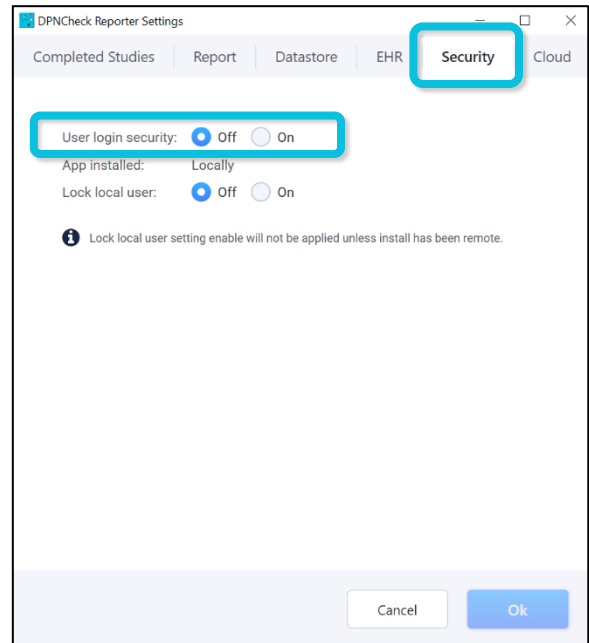 DPNCheck Reporter Settings
Completed Studies Report Datastore EHR Security Cloud
User login security: Off On
App installed: Locally
Lock local user: Off On
Lock local user setting enable will not be applied unless install has been remote.
Cancel Ok